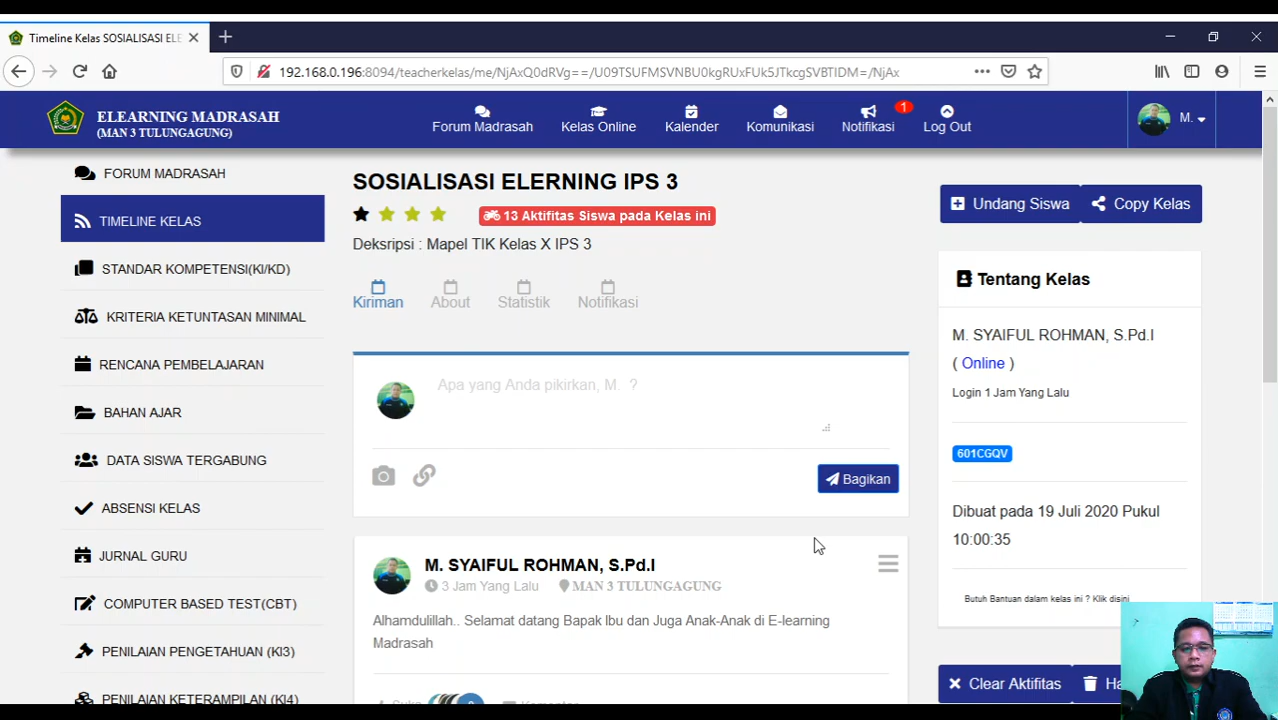 Timeline Kelas SOSIALISASI ELE
192.168.0.196:8094/teacherkelas/me/NjAxQ0dRVg==/U09TSUFMSVNBU0kgRUxFUk5JTkcgSVBTIDM=/NjAx
ELEARNING MADRASAH
(MAN 3 TULUNGAGUNG)
Forum Madrasah
Kelas Online
Kalender
Komunikasi
Notifikasi
1
Log Out
M.
FORUM MADRASAH
TIMELINE KELAS
STANDAR KOMPETENSI(KI/KD)
KRITERIA KETUNTASAN MINIMAL
RENCANA PEMBELAJARAN
BAHAN AJAR
DATA SISWA TERGABUNG
ABSENSI KELAS
JURNAL GURU
COMPUTER BASED TEST(CBT)
PENILAIAN PENGETAHUAN (KI3)
PENILAIAN KETERAMPILAN (KI4)
SOSIALISASI ELERNING IPS 3
13 Aktifitas Siswa pada Kelas ini
Deksripsi : Mapel TIK Kelas X IPS 3
Kiriman
About
Statistik
Notifikasi
Apa yang Anda pikirkan, M. ?
Bagikan
M. SYAIFUL ROHMAN, S.Pd.I
3 Jam Yang Lalu
MAN 3 TULUNGAGUNG
Alhamdulillah.. Selamat datang Bapak Ibu dan Juga Anak-Anak di E-learning
Madrasah
Undang Siswa
Copy Kelas
Tentang Kelas
M. SYAIFUL ROHMAN, S.Pd.I
( Online )
Login 1 Jam Yang Lalu
601CGQV
Dibuat pada 19 Juli 2020 Pukul
10:00:35
Butuh Bantuan dalam kelas ini ? Klik disini
Clear Aktifitas